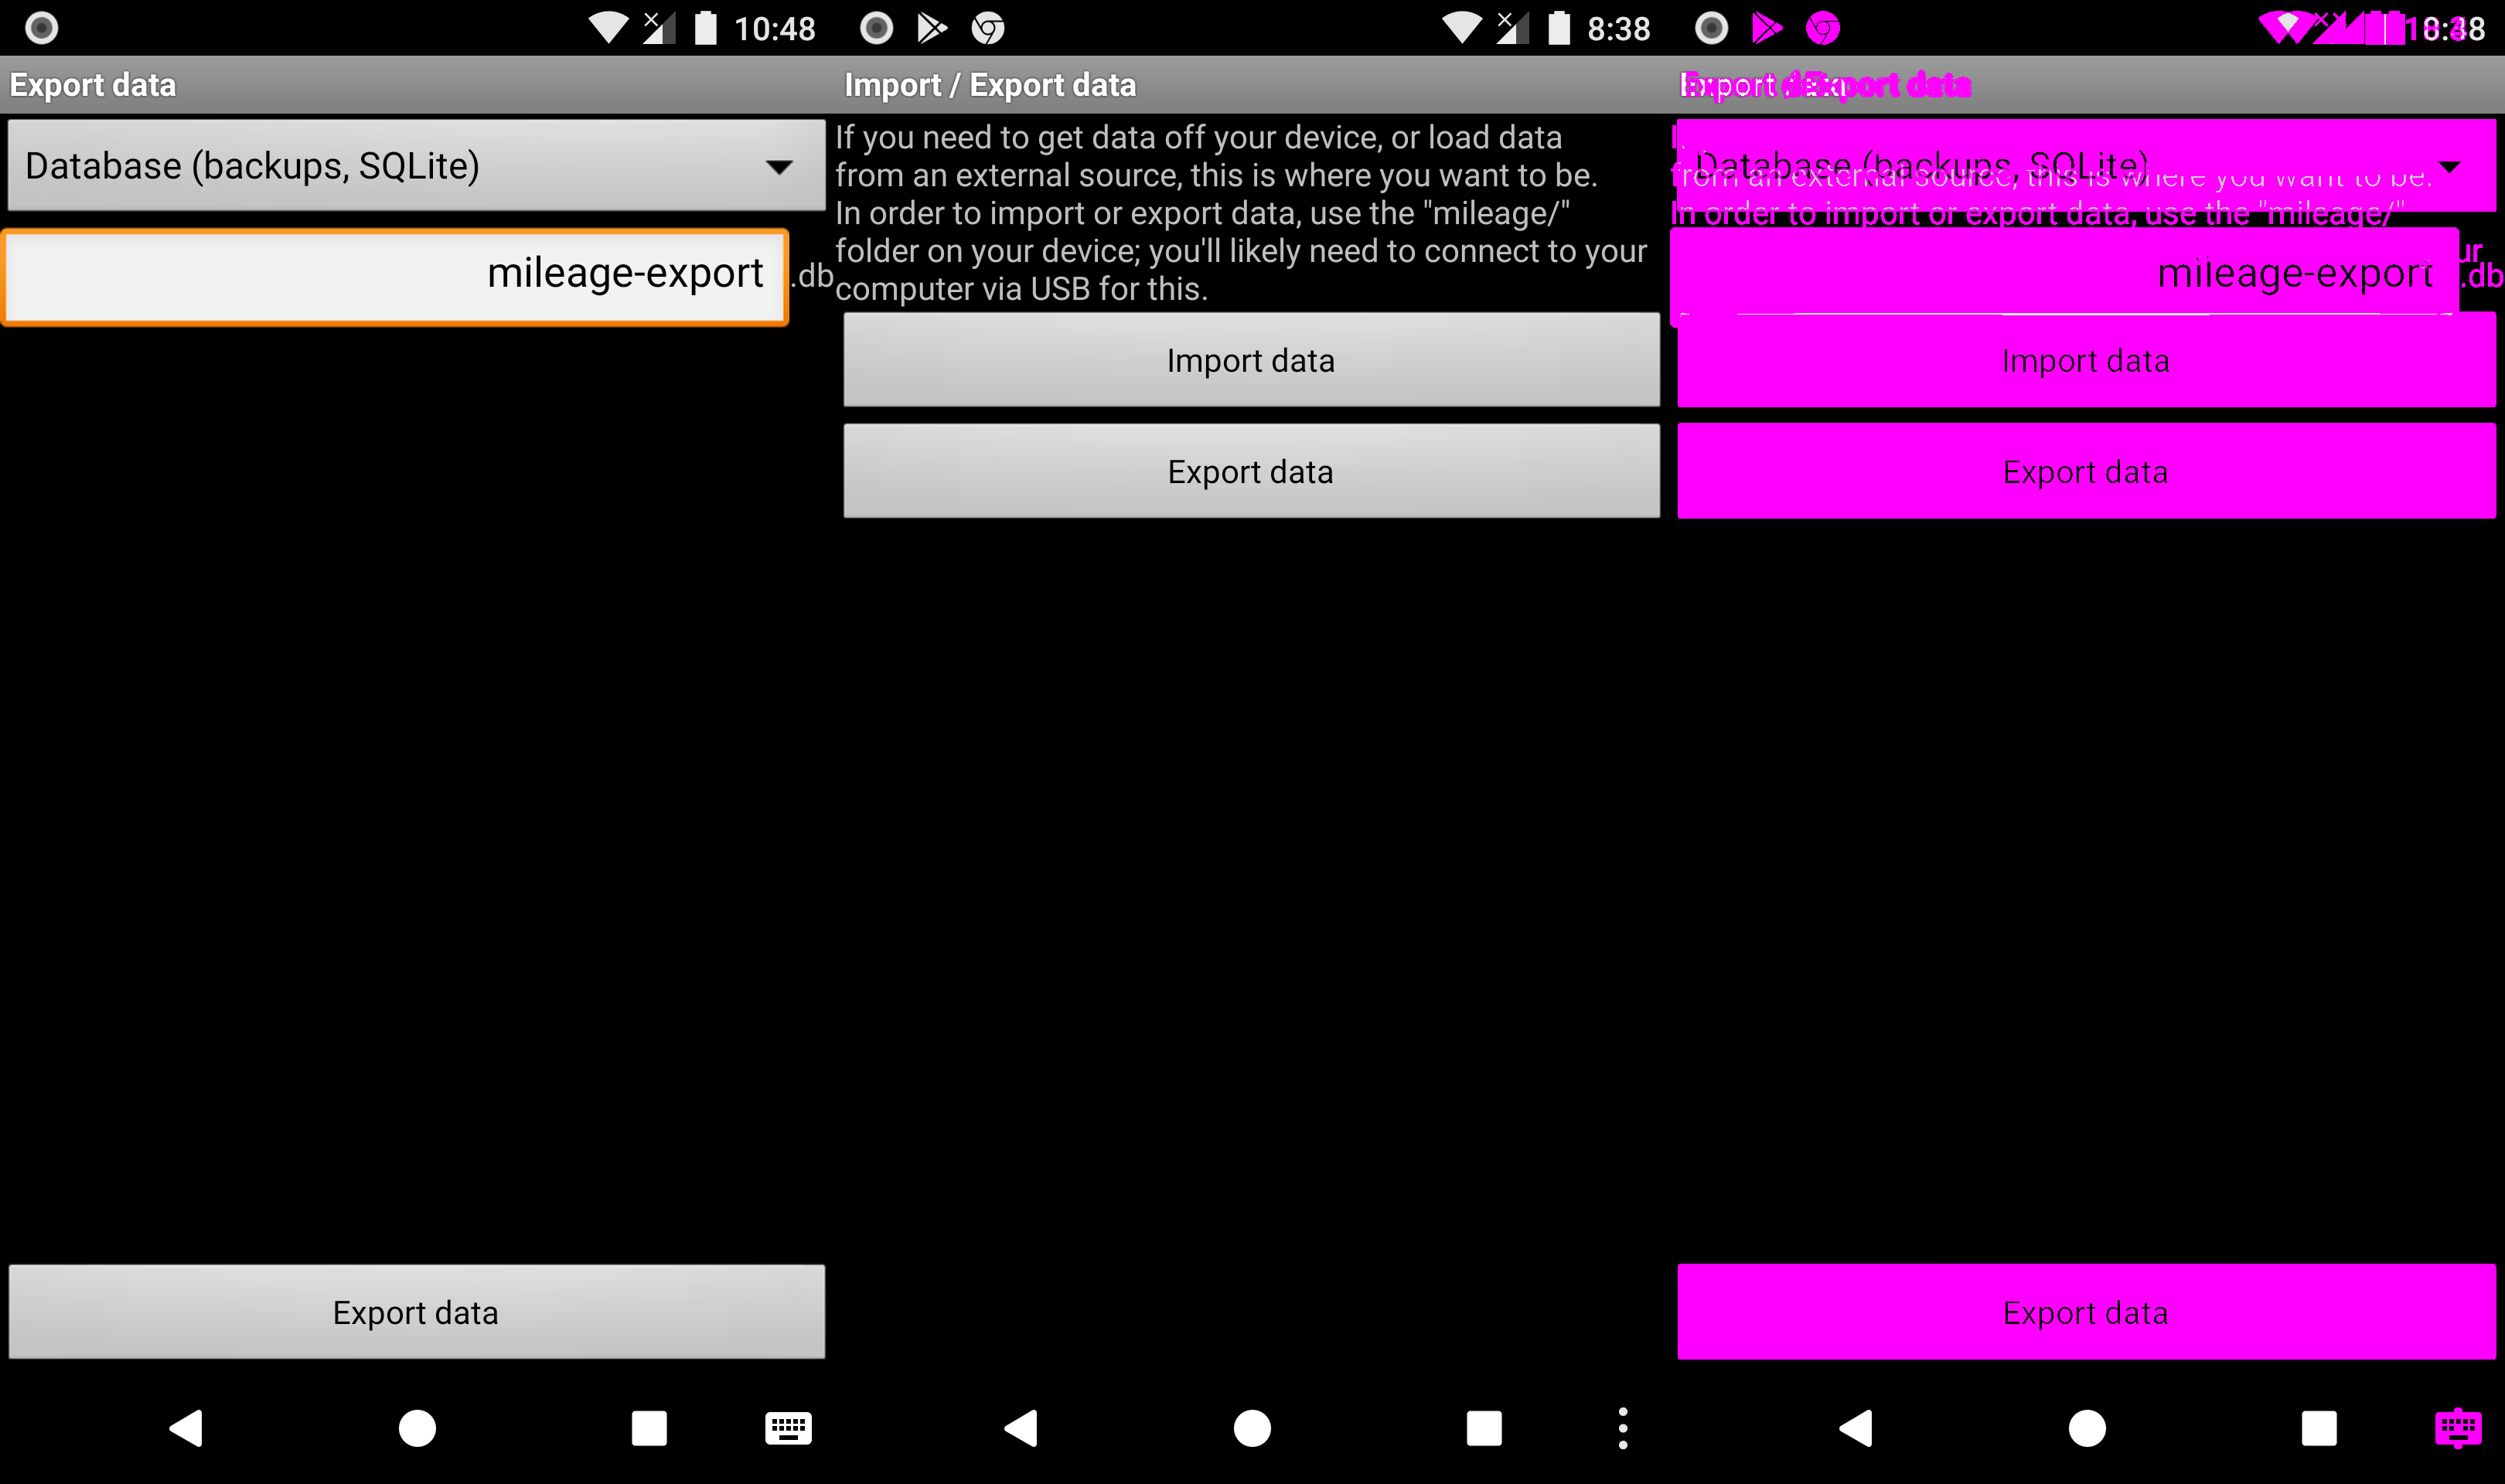 10:48
Export data
Database (backups, SQLite)
mileage-export .db
Export data
8:38
Import / Export data
If you need to get data off your device, or load data
from an external source, this is where you want to be.
In order to import or export data, use the "mileage/"
folder on your device; you'll likely need to connect to your
computer via USB for this.
Import data
Export data
8:48
Export data
Database (backups, SQLite)
from an external source, this is where you want to be.
In order to import or export data, use the "mileage/"
ur
mileage-export .db
Import data
Export data
Export data